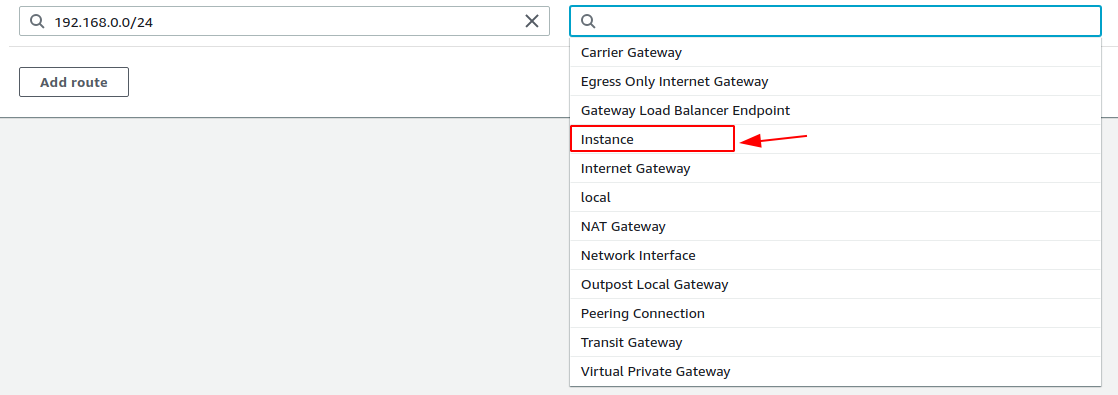 192.168.0.0/24
Add route
Carrier Gateway
Egress Only Internet Gateway
Gateway Load Balancer Endpoint
Instance
Internet Gateway
local
NAT Gateway
Network Interface
Outpost Local Gateway
Peering Connection
Transit Gateway
Virtual Private Gateway